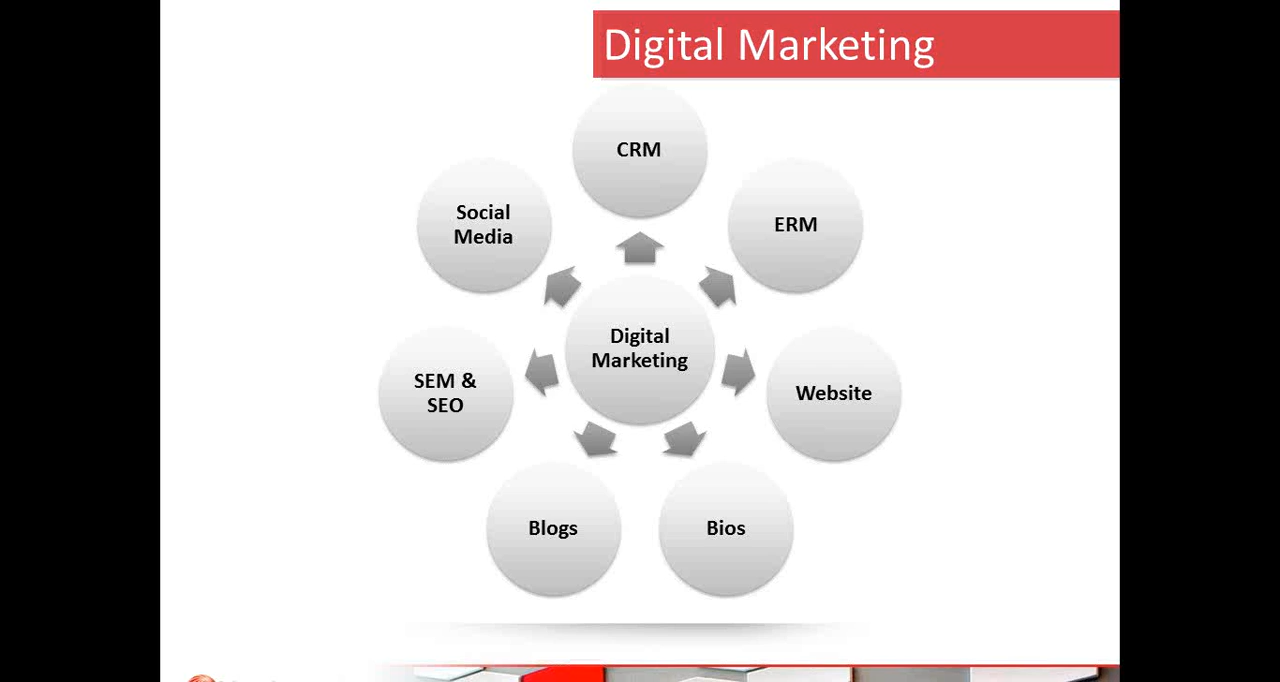 Digital Marketing
CRM
Social
Media
ERM
Digital
Marketing
SEM &
SEO
Website
Blogs
Bios